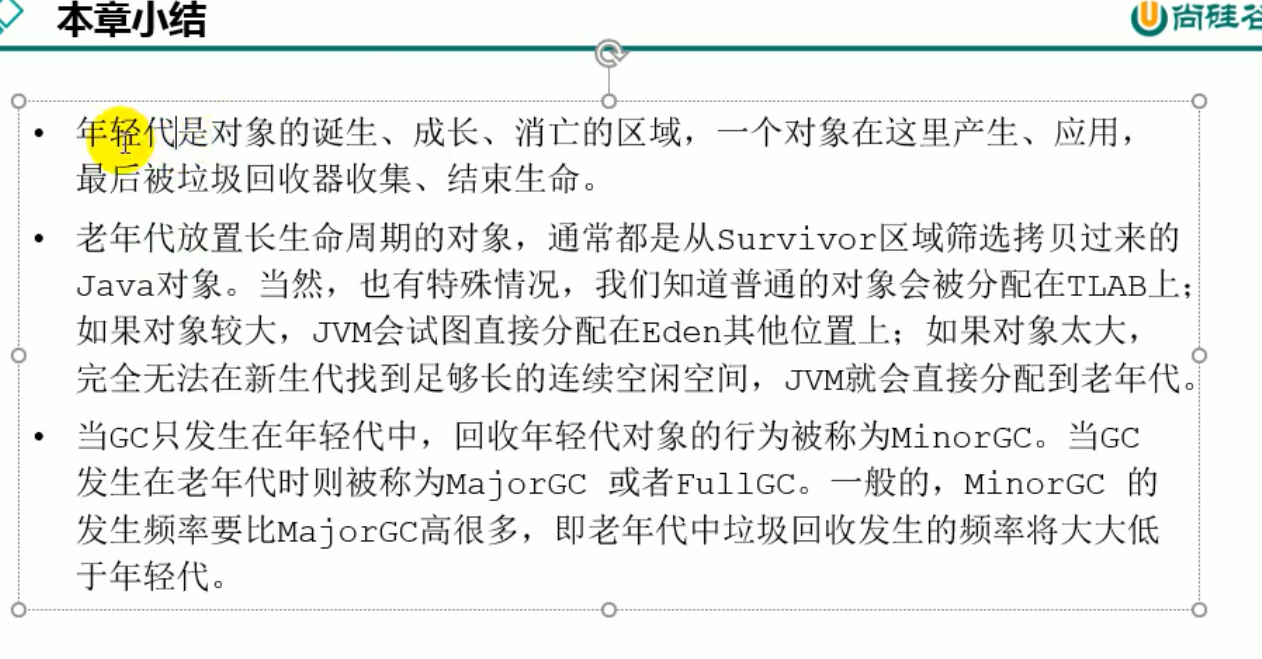 本章小结
尚硅谷
年轻代是对象的诞生、成长、消亡的区域，一个对象在这里产生、应用，
最后被垃圾回收器收集、结束生命。
老年代放置长生命周期的对象，通常都是从Survivor区域筛选拷贝过来的
Java对象。当然，也有特殊情况，我们知道普通的对象会被分配在TLAB上；
如果对象较大，JVM会试图直接分配在Eden其他位置上；如果对象太大，
完全无法在新生代找到足够长的连续空闲空间，JVM就会直接分配到老年代。
当GC只发生在年轻代中，回收年轻代对象的行为被称为MinorGC。当GC
发生在老年代时则被称为MajorGC 或者FullGC。一般的，MinorGC 的
发生频率要比MajorGC高很多，即老年代中垃圾回收发生的频率将大大低
于年轻代。